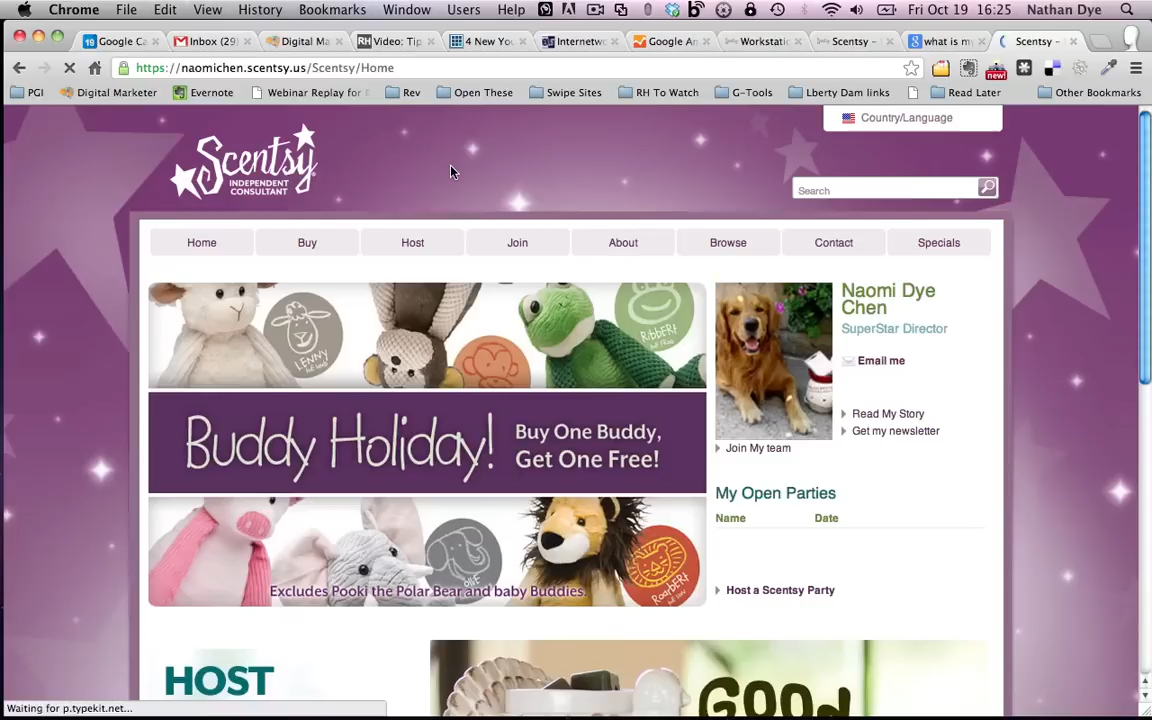 Chrome File Edit View History Bookmarks Window Users Help Fri Oct 19 16:25 Nathan Dye
Google Ca Inbox (29) Digital Ma Video: Tip 4 New You Internetw Google An Workstati Scentsy - what is my Scentsy -
https://naomichen.scentsy.us/Scentsy/Home
new!
PGI Digital Marketer Evernote Webinar Replay for Rev Open These Swipe Sites RH To Watch G-Tools Lberty Dam links Read Later Other Bookmarks
Country/Language
Scentsy
INDEPENDENT
CONSULTANT
Search
Home Buy Host Join About Browse Contact Specials
LENNY
RIBBERT
Naomi Dye
Chen
SuperStar Director
Email me
Read My Story
Get my newsletter
Join My team
Buddy Holiday! Buy One Buddy,
Get One Free!
My Open Parties
Name Date
OLLIE
ROARBERT
Excludes Pooki the Polar Bear and baby Buddies.
Host a Scentsy Party
HOST
GOOD
Waiting for p.typekit.net...